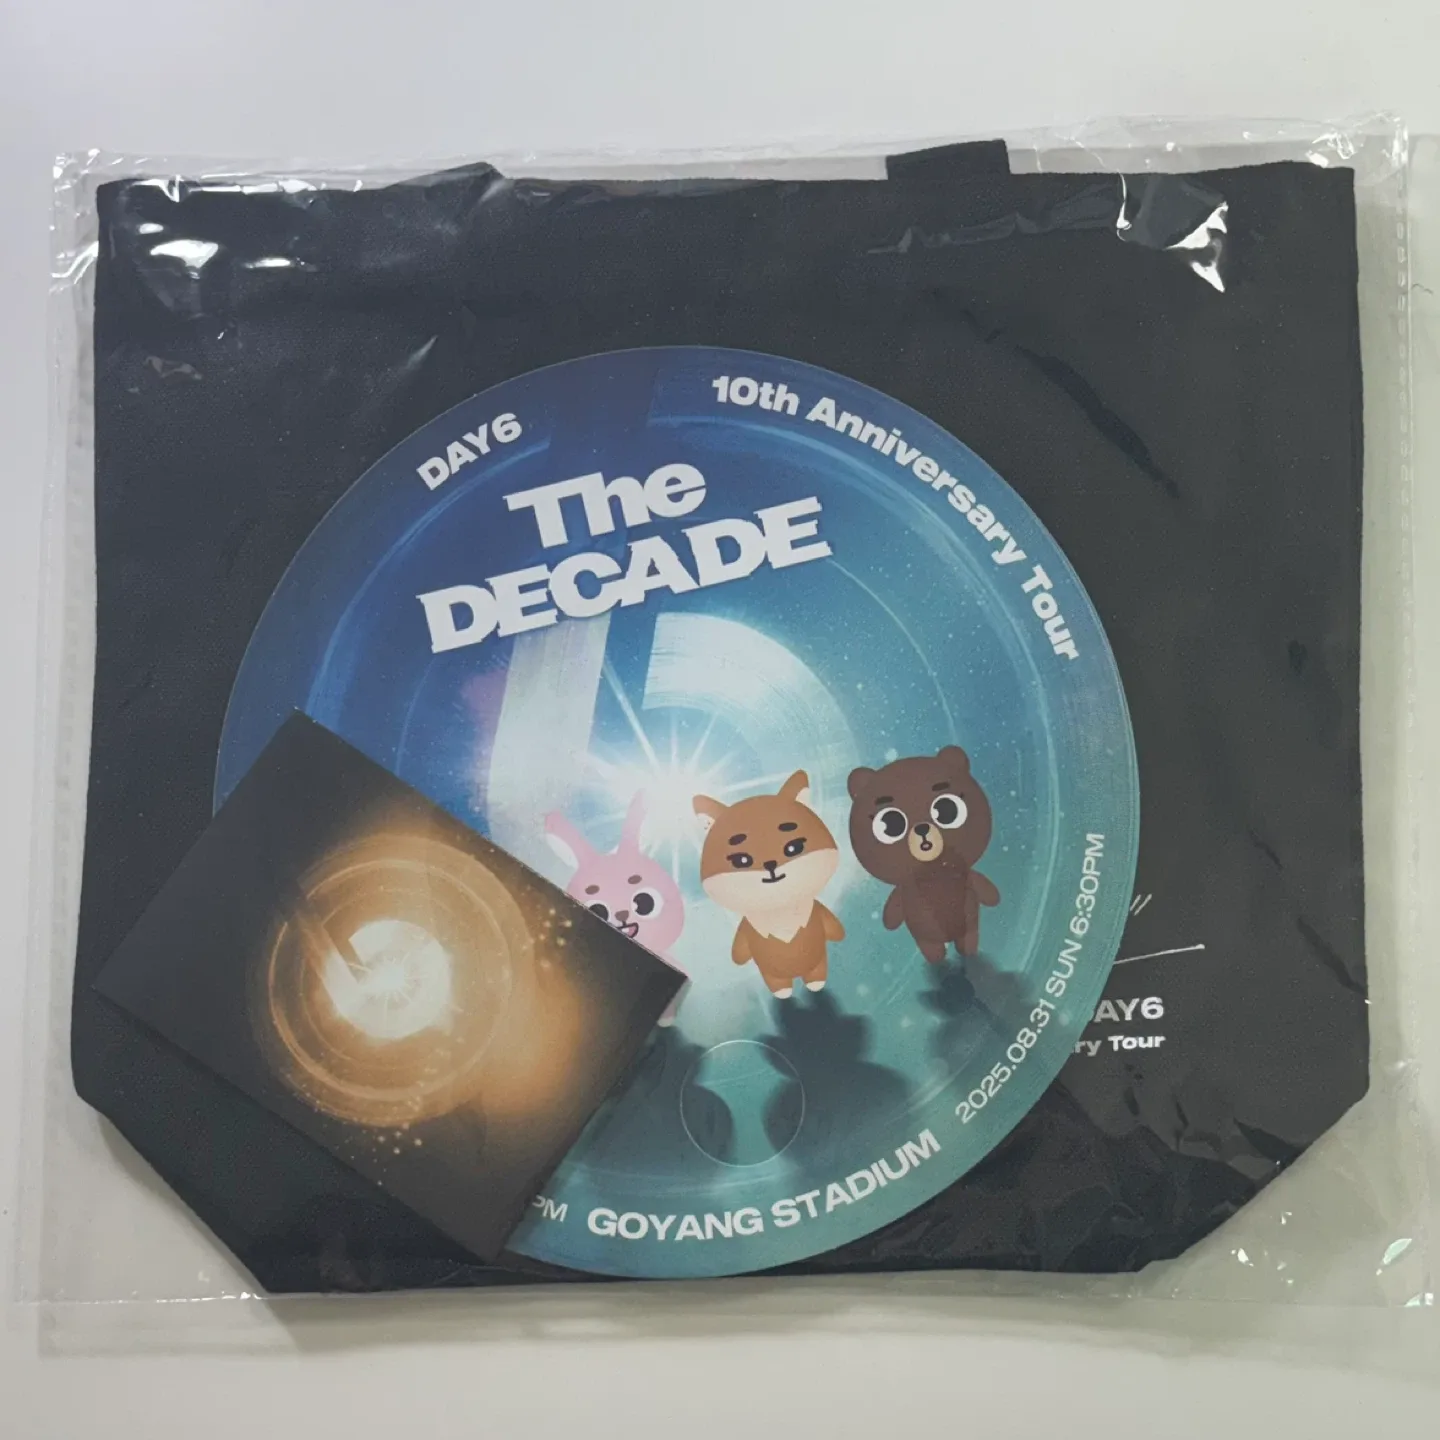 DAY6
10th Anniversary Tour
The
DECADE
2025.08.31 SUN 6:30PM
PM
GOYANG STADIUM
AY6
ry Tour